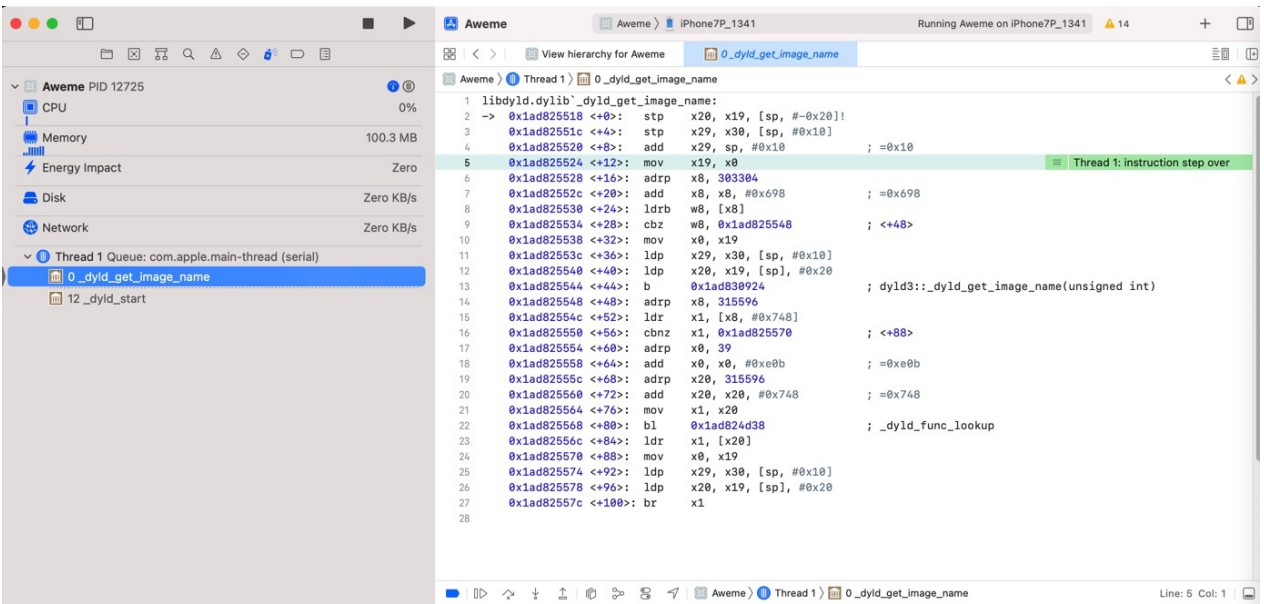 Aweme
Aweme 〉 iPhone7P_1341
Running Aweme on iPhone7P_1341
14
View hierarchy for Aweme
0 _dyld_get_image_name
Aweme PID 12725
CPU 0%
Memory 100.3 MB
Energy Impact Zero
Disk Zero KB/s
Network Zero KB/s
Thread 1 Queue: com.apple.main-thread (serial)
0 _dyld_get_image_name
12 _dyld_start
Aweme 〉 Thread 1 〉 0 _dyld_get_image_name
1 libdyld.dylib`_dyld_get_image_name:
2 -> 0x1ad825518 <+0>: stp x20, x19, [sp, #-0x20]!
3 0x1ad82551c <+4>: stp x29, x30, [sp, #0x10]
4 0x1ad825520 <+8>: add x29, sp, #0x10 ; =0x10
5 0x1ad825524 <+12>: mov x19, x0 Thread 1: instruction step over
6 0x1ad825528 <+16>: adrp x8, 303304
7 0x1ad82552c <+20>: add x8, x8, #0x698 ; =0x698
8 0x1ad825530 <+24>: ldrb w8, [x8]
9 0x1ad825534 <+28>: cbz w8, 0x1ad825548 ; <+48>
10 0x1ad825538 <+32>: mov x0, x19
11 0x1ad82553c <+36>: ldp x29, x30, [sp, #0x10]
12 0x1ad825540 <+40>: ldp x20, x19, [sp], #0x20
13 0x1ad825544 <+44>: b 0x1ad830924 ; dyld3::_dyld_get_image_name(unsigned int)
14 0x1ad825548 <+48>: adrp x8, 315596
15 0x1ad82554c <+52>: ldr x1, [x8, #0x748]
16 0x1ad825550 <+56>: cbnz x1, 0x1ad825570 ; <+88>
17 0x1ad825554 <+60>: adrp x0, 39
18 0x1ad825558 <+64>: add x0, x0, #0xe0b ; =0xe0b
19 0x1ad82555c <+68>: adrp x20, 315596
20 0x1ad825560 <+72>: add x20, x20, #0x748 ; =0x748
21 0x1ad825564 <+76>: mov x1, x20
22 0x1ad825568 <+80>: bl 0x1ad824d38 ; _dyld_func_lookup
23 0x1ad82556c <+84>: ldr x1, [x20]
24 0x1ad825570 <+88>: mov x0, x19
25 0x1ad825574 <+92>: ldp x29, x30, [sp, #0x10]
26 0x1ad825578 <+96>: ldp x20, x19, [sp], #0x20
27 0x1ad82557c <+100>: br x1
28
Aweme 〉 Thread 1 〉 0 _dyld_get_image_name
Line: 5 Col: 1